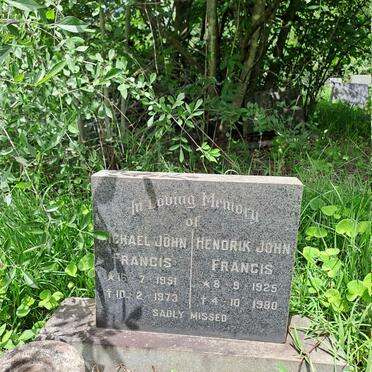 In Loving Memory
of
MICHAEL JOHN FRANCIS
* 15 7 1951
† 10 2 1973
HENDRIK JOHN FRANCIS
* 8 9 1925
† 4 10 1980
SADLY MISSED